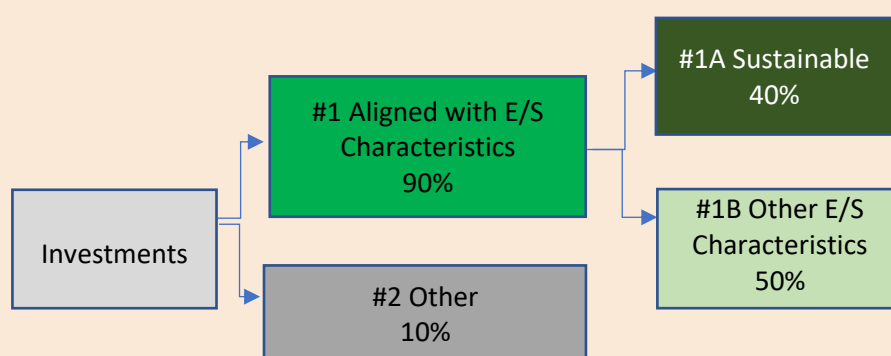 Investments
#1 Aligned with E/S
Characteristics
90%
#2 Other
10%
#1A Sustainable
40%
#1B Other E/S
Characteristics
50%